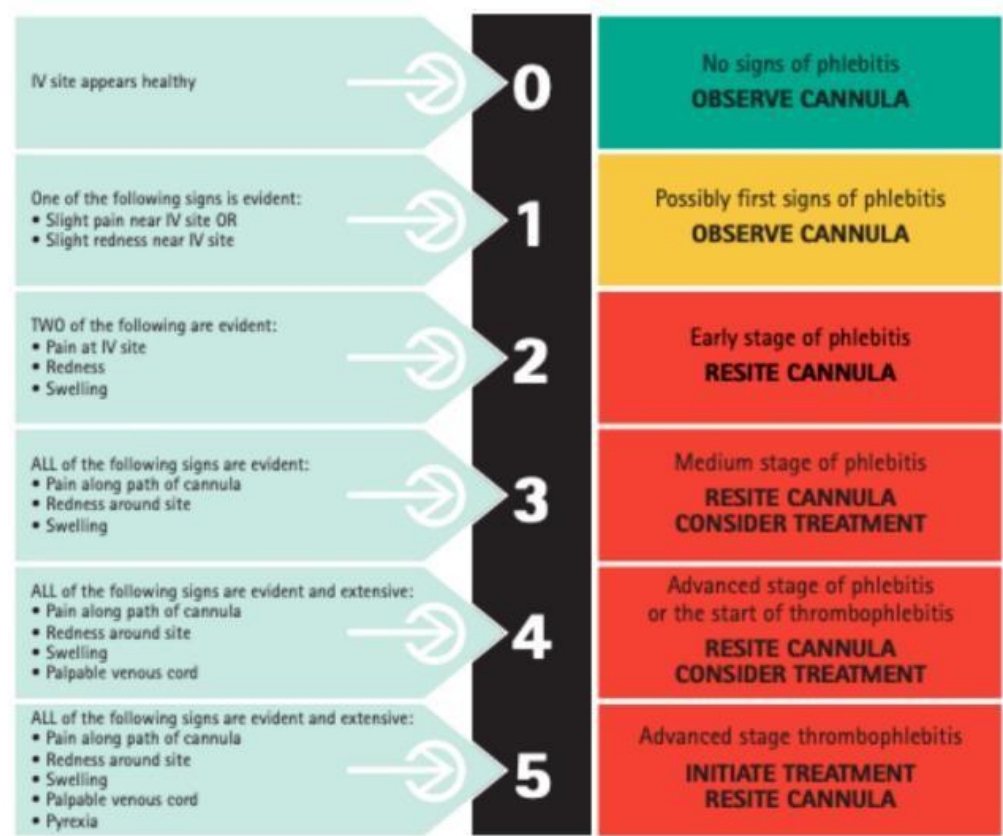 IV site appears healthy
0
No signs of phlebitis
OBSERVE CANNULA
One of the following signs is evident:
• Slight pain near IV site OR
• Slight redness near IV site
1
Possibly first signs of phlebitis
OBSERVE CANNULA
TWO of the following are evident:
• Pain at IV site
• Redness
• Swelling
2
Early stage of phlebitis
RESITE CANNULA
ALL of the following signs are evident:
• Pain along path of cannula
• Redness around site
• Swelling
3
Medium stage of phlebitis
RESITE CANNULA
CONSIDER TREATMENT
ALL of the following signs are evident and extensive:
• Pain along path of cannula
• Redness around site
• Swelling
• Palpable venous cord
4
Advanced stage of phlebitis
or the start of thrombophlebitis
RESITE CANNULA
CONSIDER TREATMENT
ALL of the following signs are evident and extensive:
• Pain along path of cannula
• Redness around site
• Swelling
• Palpable venous cord
• Pyrexia
5
Advanced stage thrombophlebitis
INITIATE TREATMENT
RESITE CANNULA